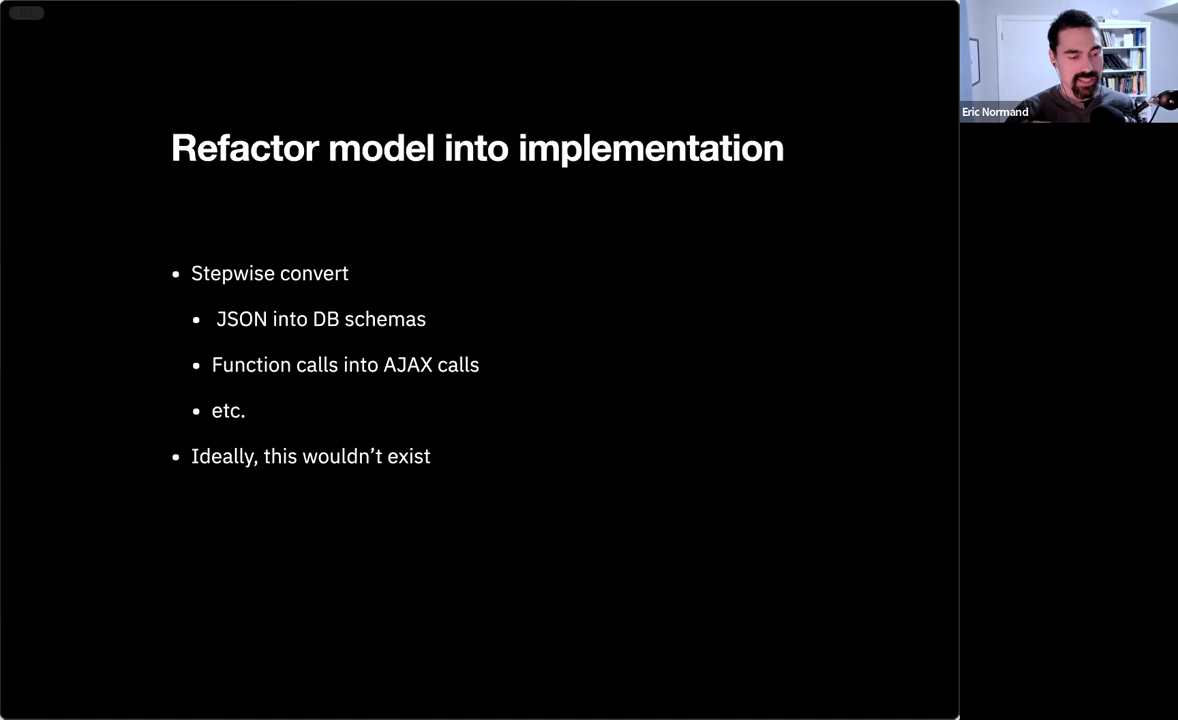 Refactor model into implementation
• Stepwise convert
• JSON into DB schemas
• Function calls into AJAX calls
• etc.
• Ideally, this wouldn’t exist
Eric Normand